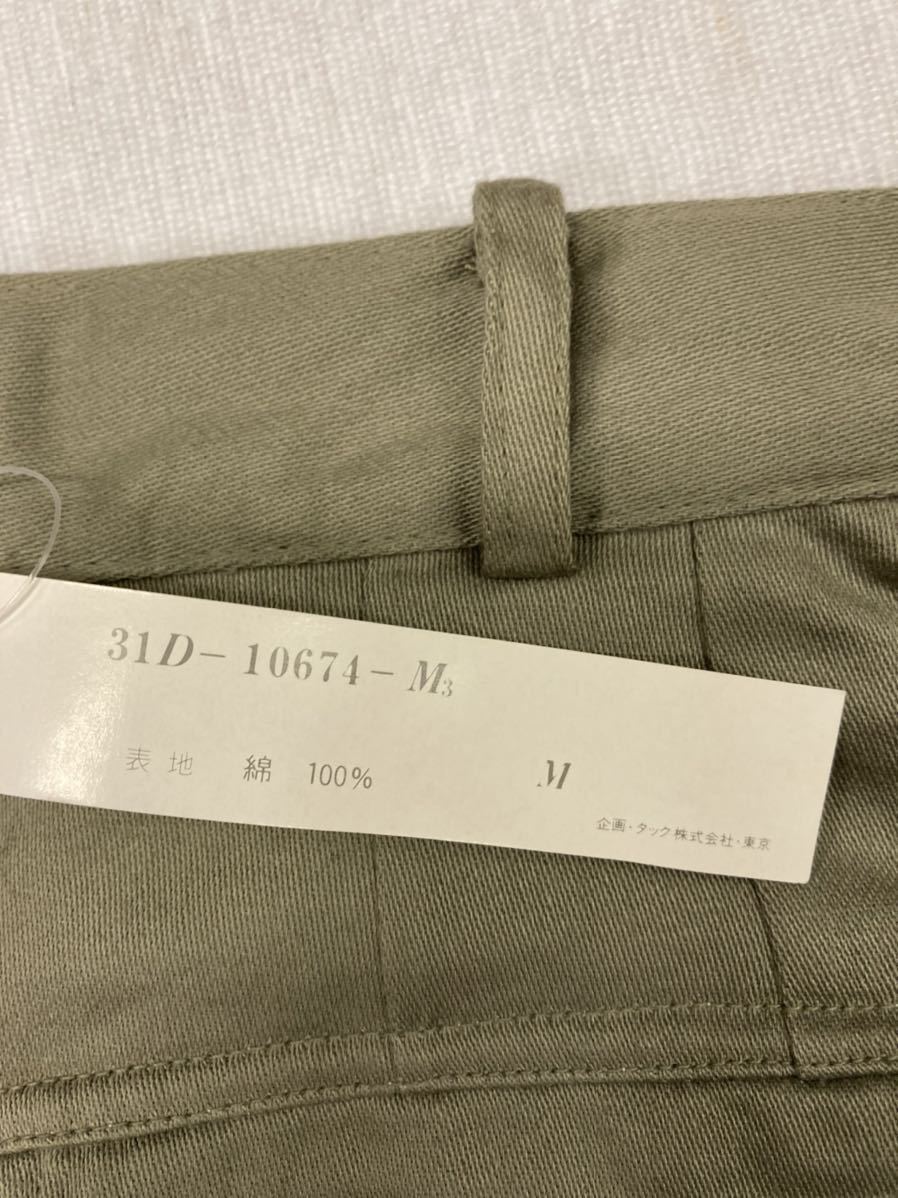 31D-10674-M3
表地 綿 100% M
企画・タック株式会社・東京